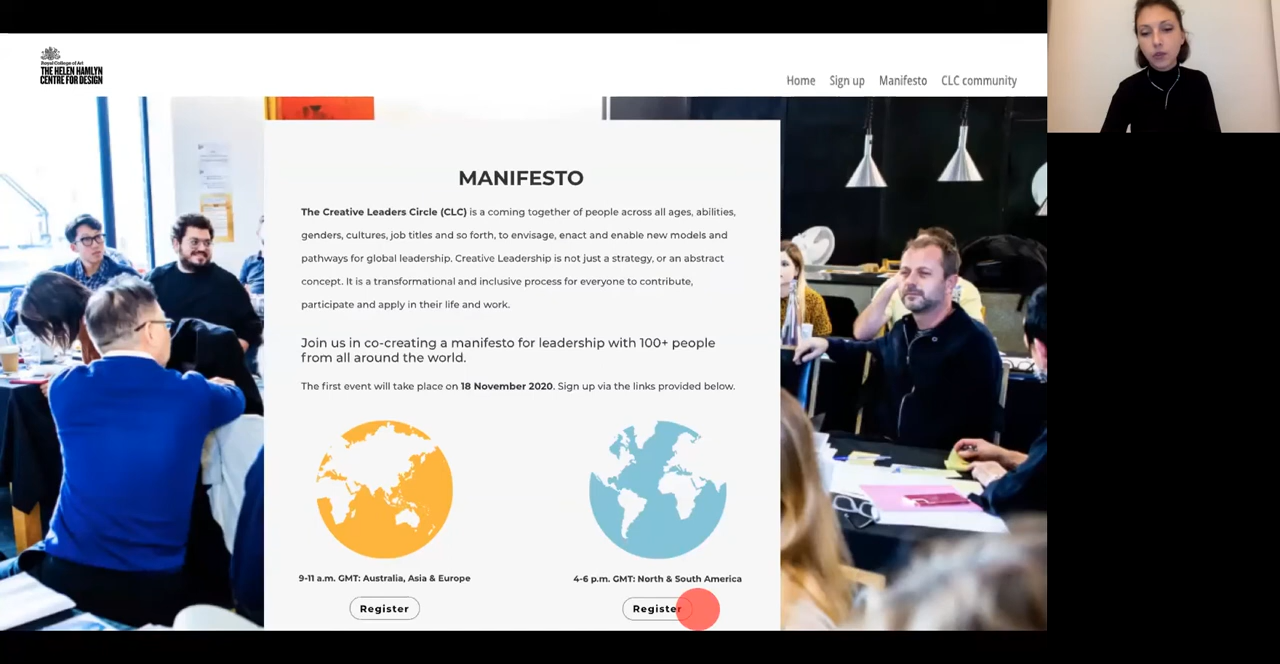 Royal College of Art
THE HELEN HAMLYN
CENTRE FOR DESIGN
Home Sign up Manifesto CLC community
MANIFESTO
The Creative Leaders Circle (CLC) is a coming together of people across all ages, abilities,
genders, cultures, job titles and so forth, to envisage, enact and enable new models and
pathways for global leadership. Creative Leadership is not just a strategy, or an abstract
concept. It is a transformational and inclusive process for everyone to contribute,
participate and apply in their life and work.
Join us in co-creating a manifesto for leadership with 100+ people
from all around the world.
The first event will take place on 18 November 2020. Sign up via the links provided below.
9-11 a.m. GMT: Australia, Asia & Europe
4-6 p.m. GMT: North & South America
Register
Register